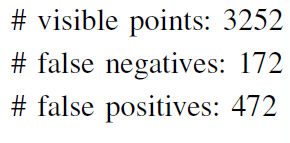 # visible points: 3252
# false negatives: 172
# false positives: 472